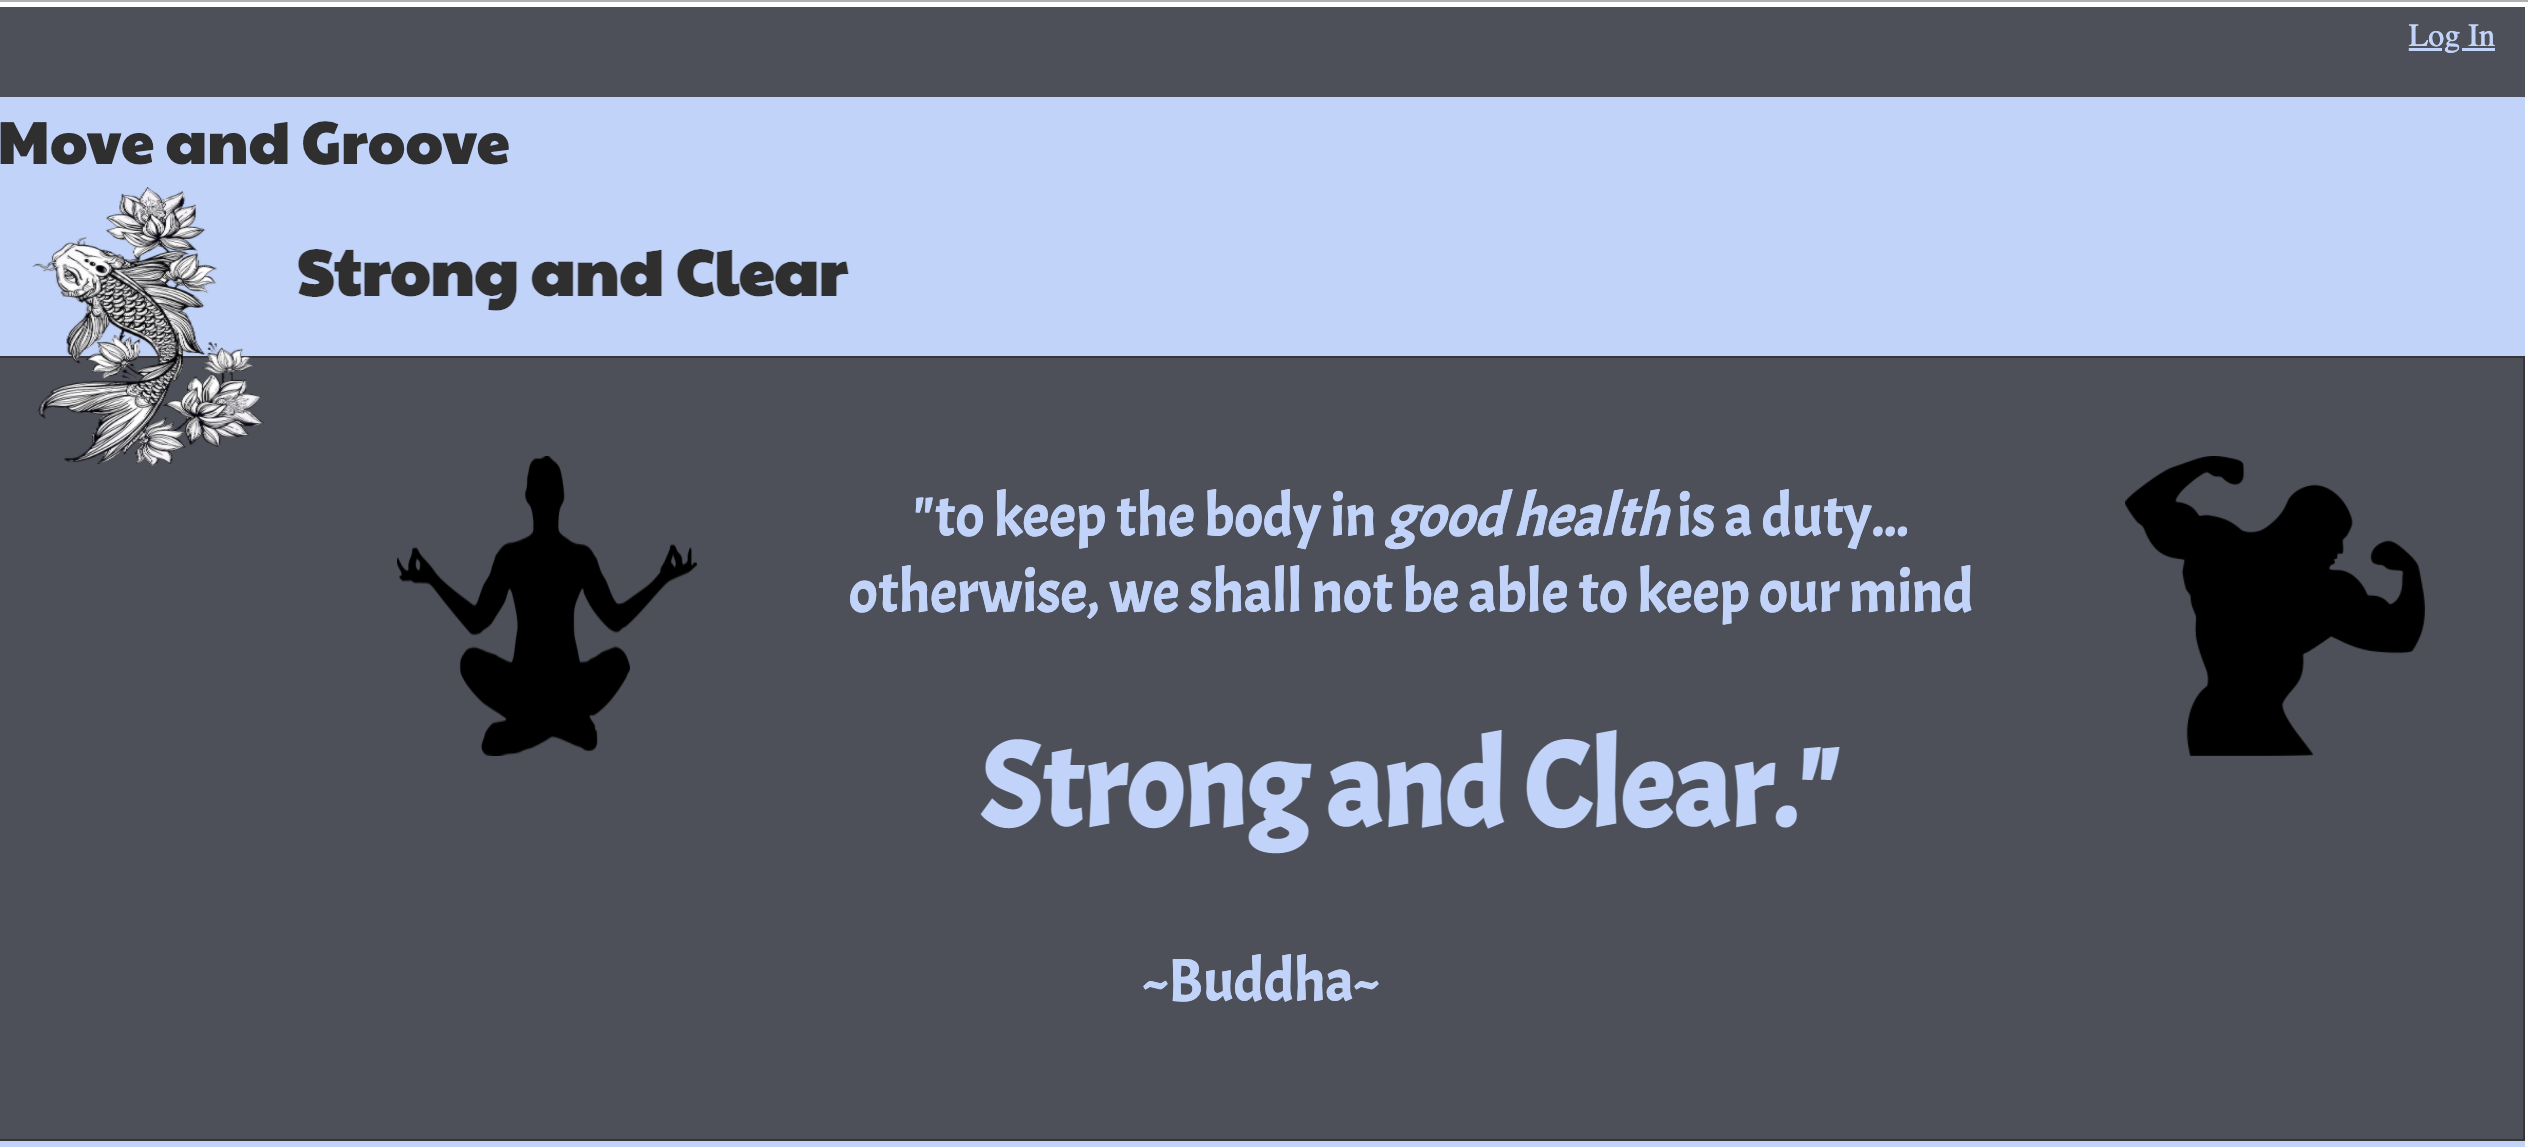 Log In
Move and Groove
Strong and Clear
"to keep the body in good health is a duty...
otherwise, we shall not be able to keep our mind
Strong and Clear."
~Buddha~